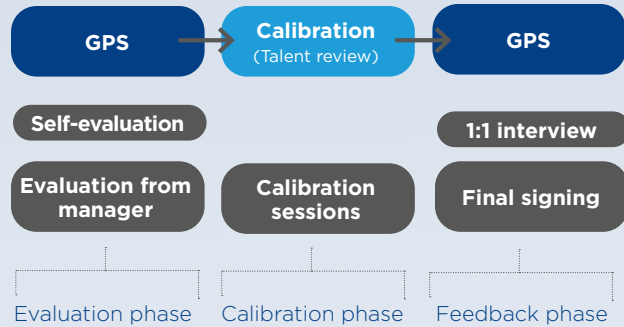 GPS
Calibration
(Talent review)
GPS
Self-evaluation
1:1 interview
Evaluation from
manager
Calibration
sessions
Final signing
Evaluation phase
Calibration phase
Feedback phase